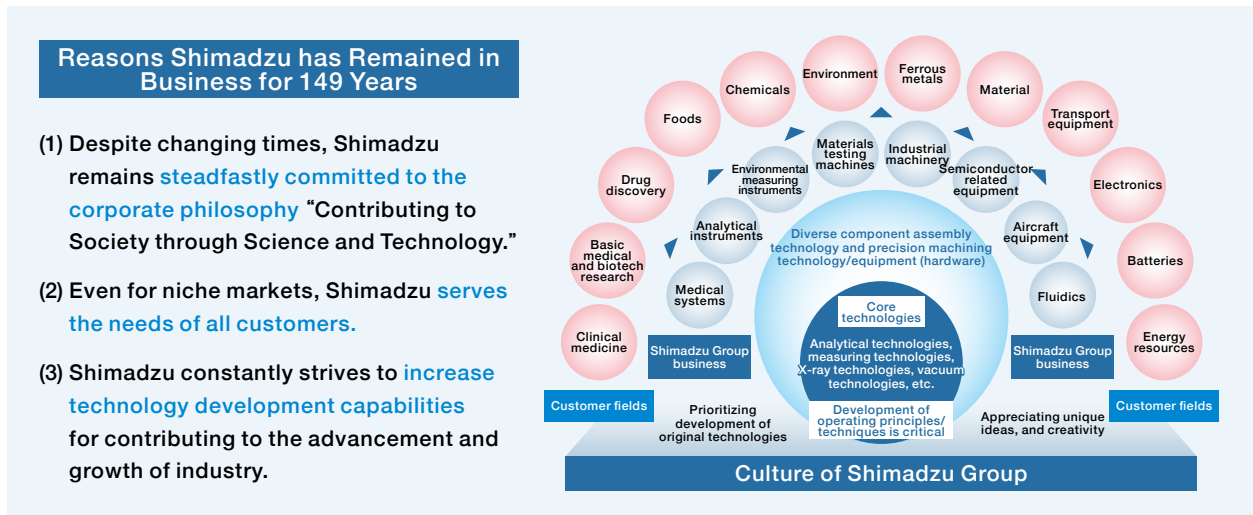 Reasons Shimadzu has Remained in
Business for 149 Years
(1) Despite changing times, Shimadzu
remains steadfastly committed to the
corporate philosophy “Contributing to
Society through Science and Technology.”
(2) Even for niche markets, Shimadzu serves
the needs of all customers.
(3) Shimadzu constantly strives to increase
technology development capabilities
for contributing to the advancement and
growth of industry.
Clinical
medicine
Basic
medical
and biotech
research
Drug
discovery
Foods
Chemicals
Environment
Ferrous
metals
Material
Transport
equipment
Electronics
Batteries
Energy
resources
Medical
systems
Analytical
instruments
Environmental
measuring
instruments
Materials
testing
machines
Industrial
machinery
Semiconductor
related
equipment
Aircraft
equipment
Fluidics
Diverse component assembly
technology and precision machining
technology/equipment (hardware)
Core
technologies
Analytical technologies,
measuring technologies,
X-ray technologies, vacuum
technologies, etc.
Development of
operating principles/
techniques is critical
Shimadzu Group
business
Shimadzu Group
business
Customer fields
Customer fields
Prioritizing
development of
original technologies
Appreciating unique
ideas, and creativity
Culture of Shimadzu Group